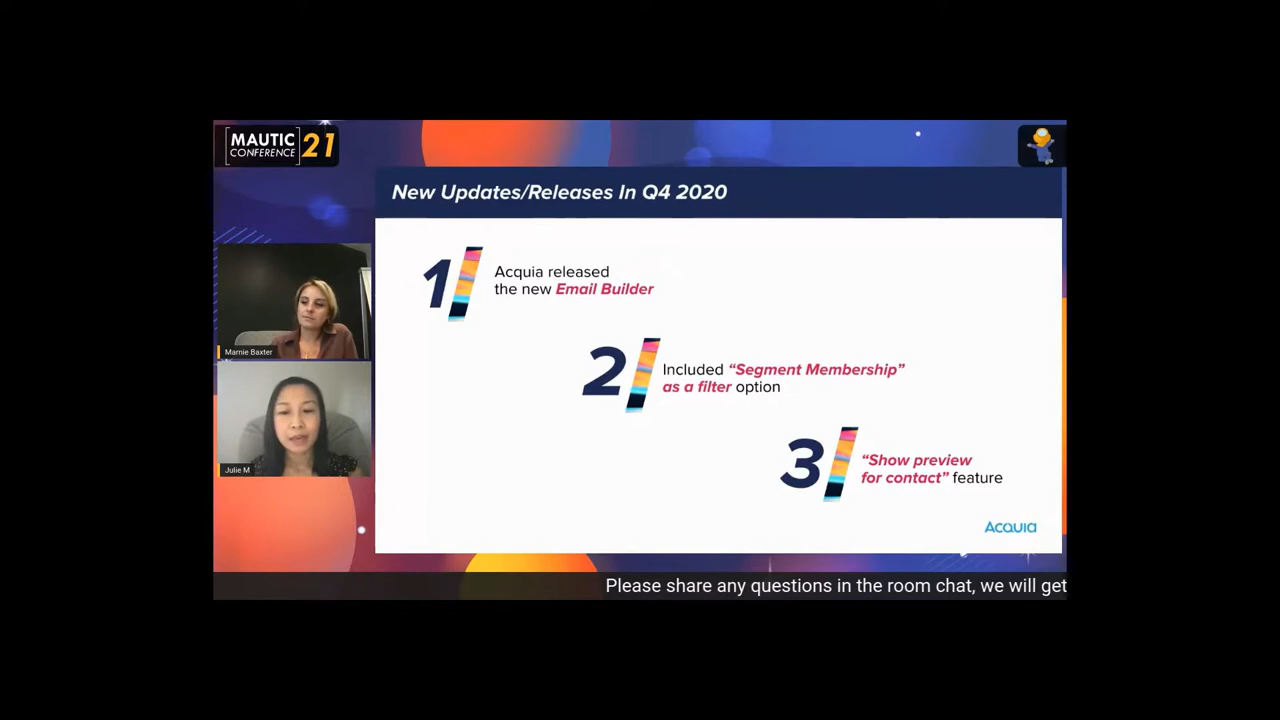 MAUTIC
CONFERENCE 21
New Updates/Releases In Q4 2020
1
Acquia released
the new Email Builder
2
Included “Segment Membership”
as a filter option
3
“Show preview
for contact” feature
Marnie Baxter
Julie M
Acquia
Please share any questions in the room chat, we will get